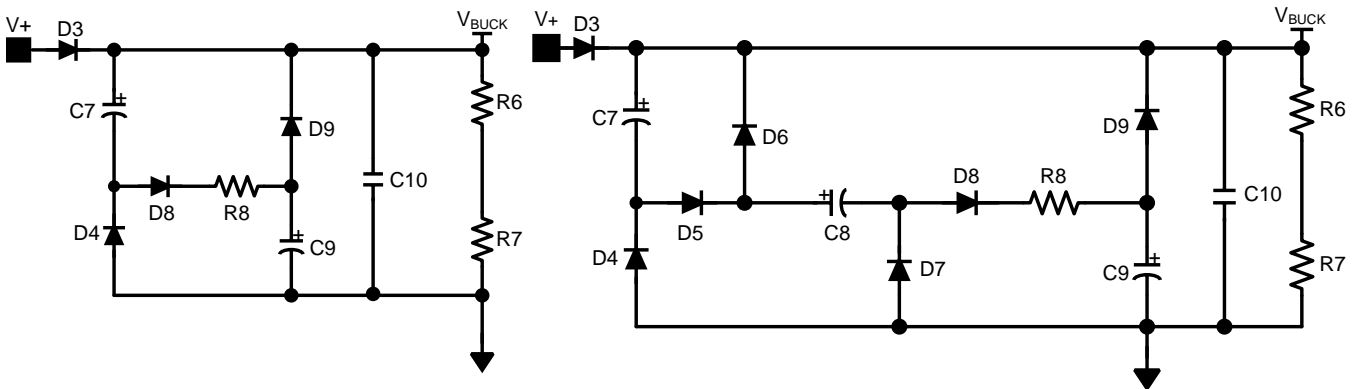 V+
D3
VBUCK
C7
+
R6
D9
C10
D8
R8
D4
+
C9
R7
V+
D3
VBUCK
C7
+
D6
D9
R6
D8
R8
C10
D5
+
C8
D4
D7
C9
+
R7